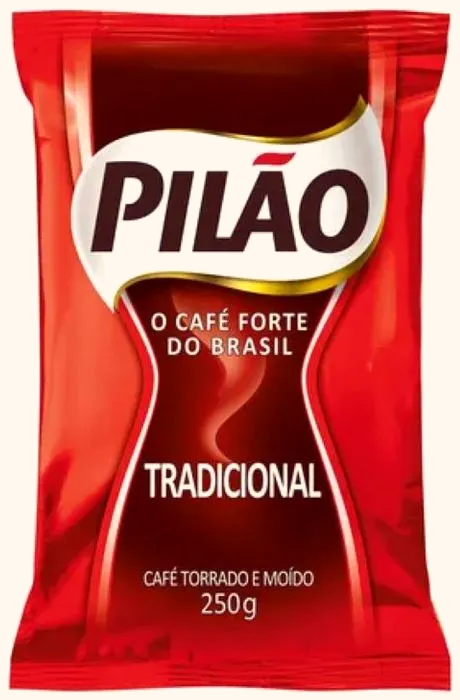 PILÃO
O CAFÉ FORTE
DO BRASIL
TRADICIONAL
CAFÉ TORRADO E MOÍDO
250g